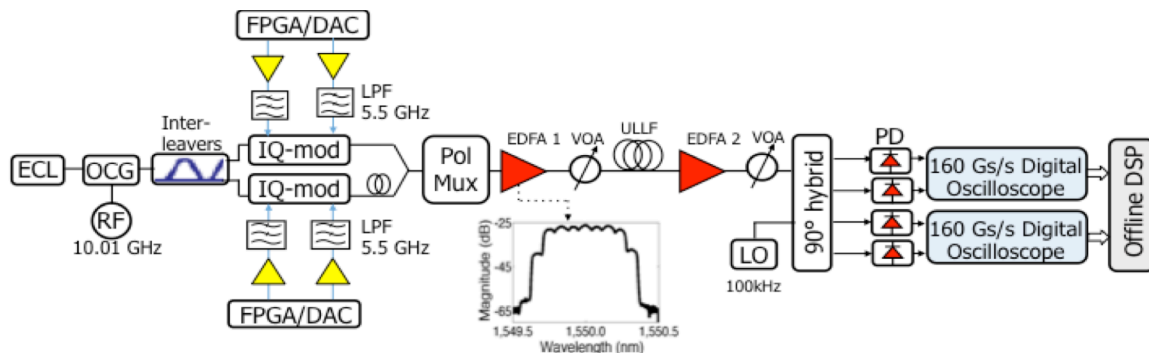 FPGA/DAC
LPF
5.5 GHz
Inter-
leavers
ECL
OCG
IQ-mod
IQ-mod
RF
10.01 GHz
LPF
5.5 GHz
FPGA/DAC
Pol
Mux
EDFA 1
VOA
ULLF
EDFA 2
VOA
-25
-45
-65
Magnitude (dB)
1,549.5
1,550.0
1,550.5
Wavelength (nm)
90° hybrid
LO
100kHz
PD
160 Gs/s Digital
Oscilloscope
160 Gs/s Digital
Oscilloscope
Offline DSP